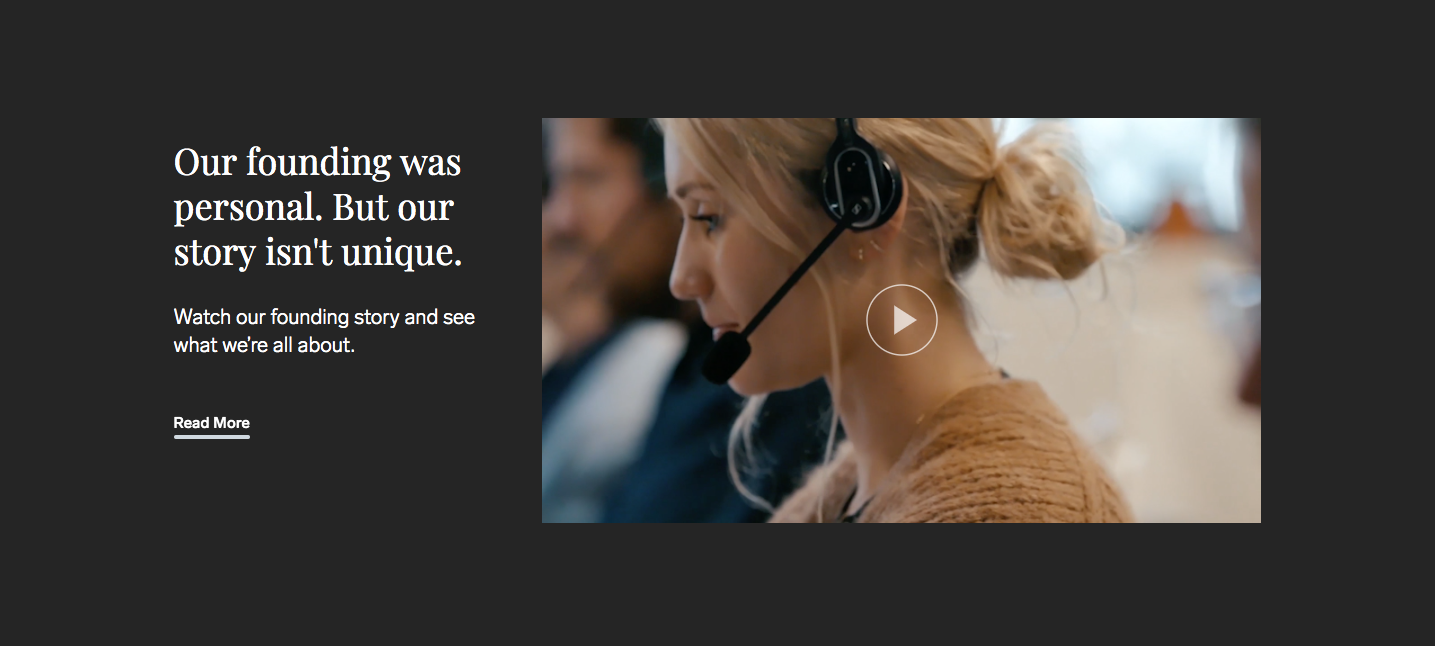 Our founding was
personal. But our
story isn't unique.
Watch our founding story and see
what we're all about.
Read More